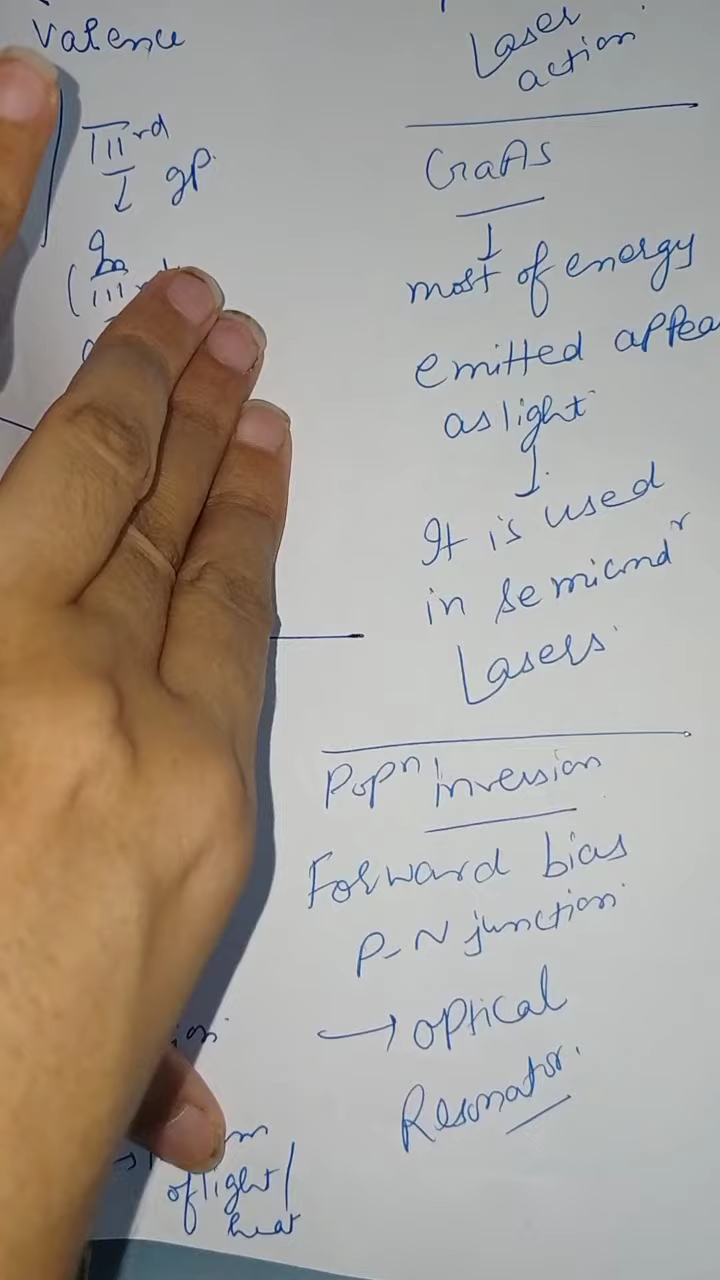 Valence
IIIrd
gp.
In
of light/
heat
Laser
action
GaAs
most of energy
emitted appea
as light
It is used
in semicondr
Lasers.
Popn inversion
Forward bias
P-N junction
→ optical
Resonator.